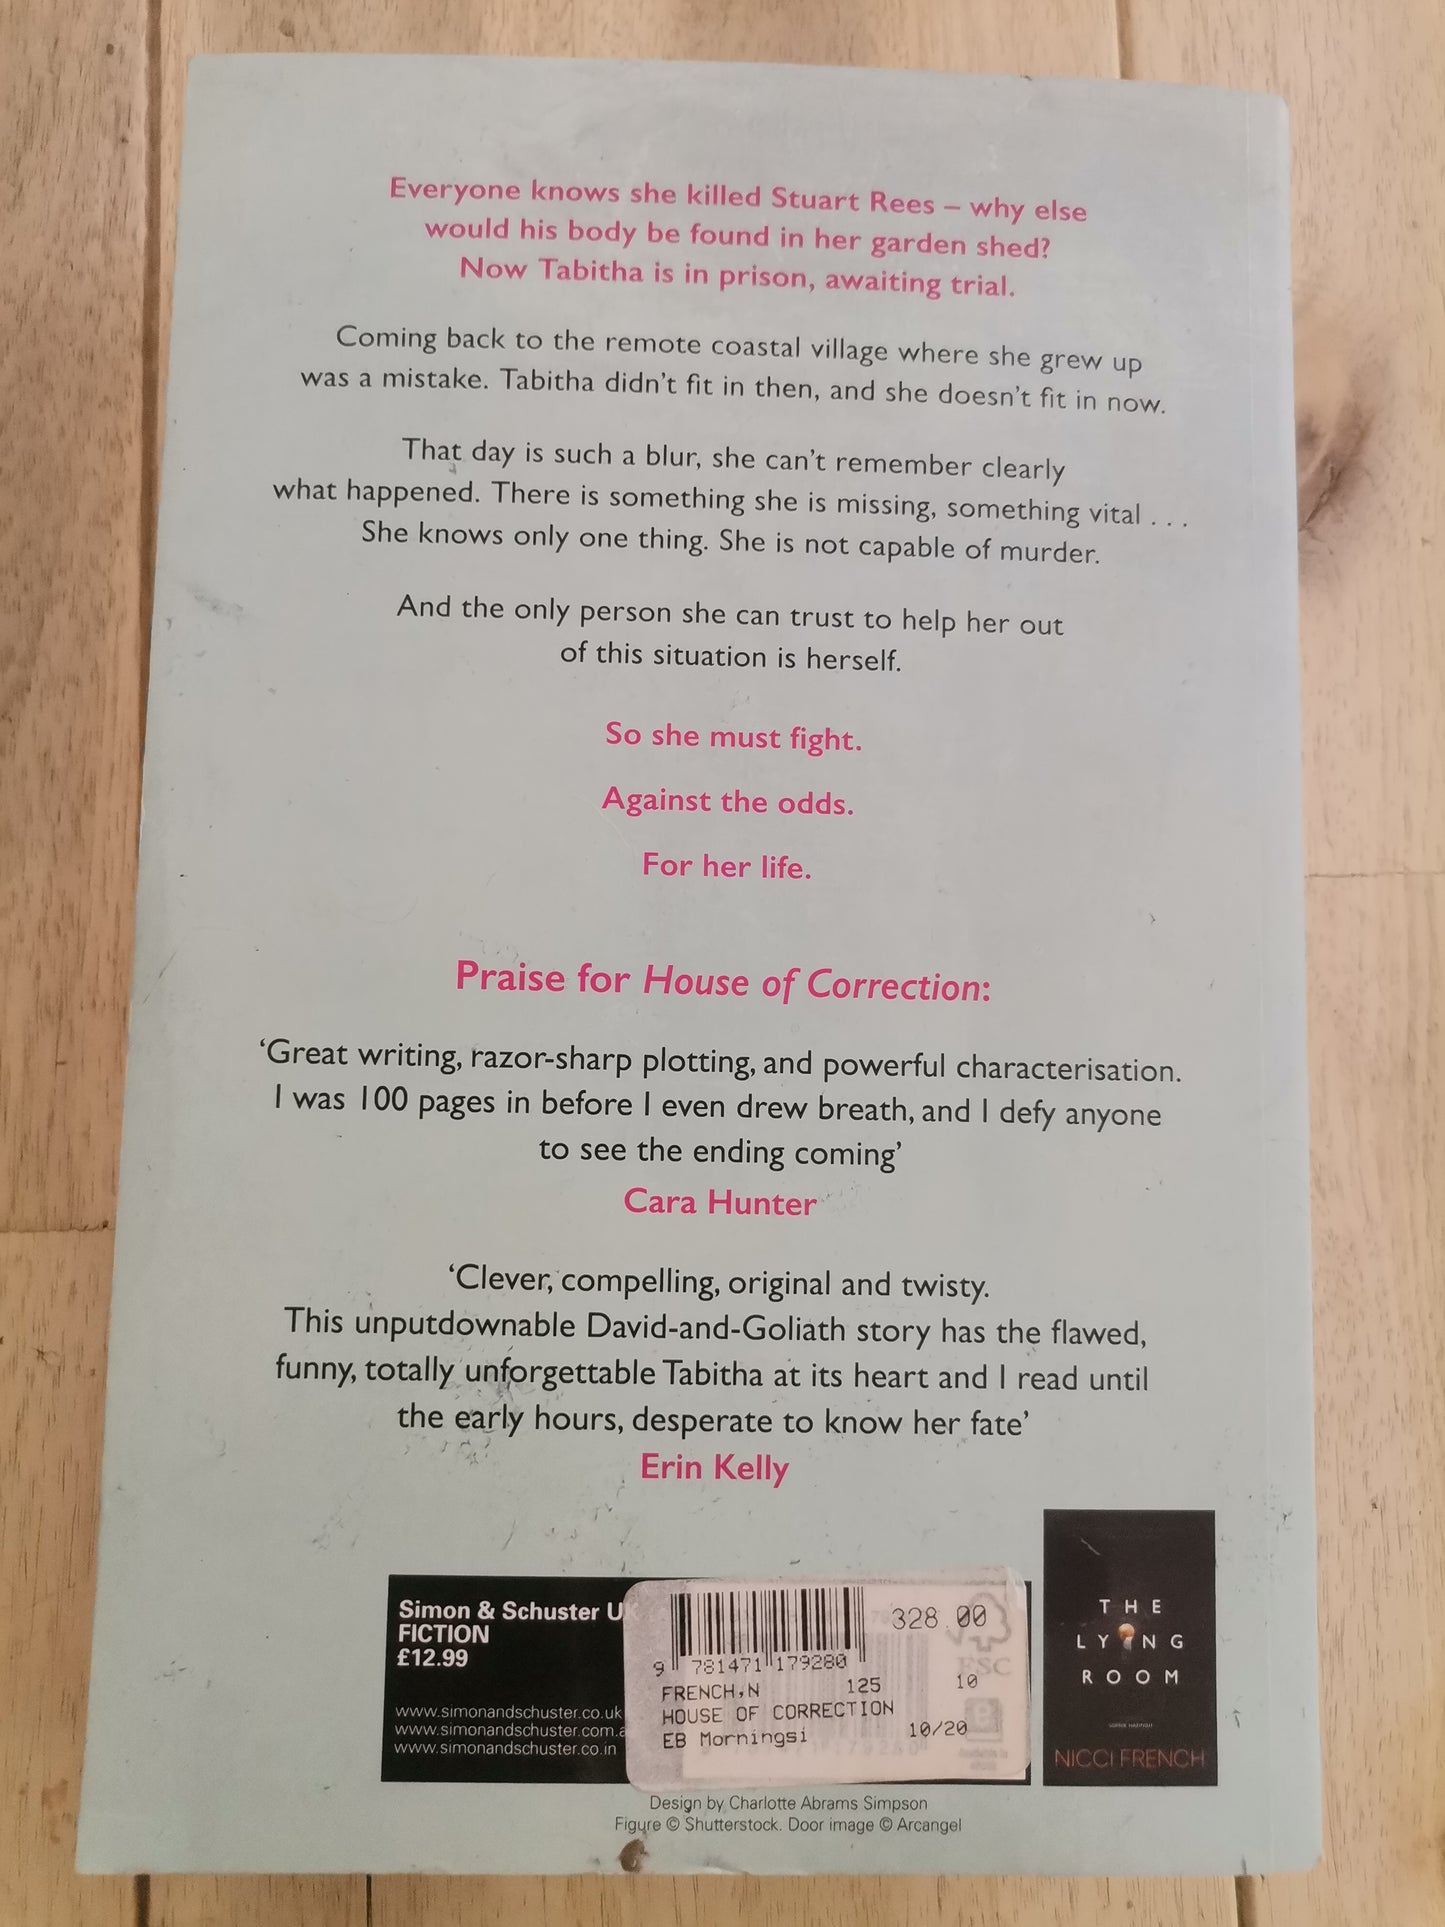 Everyone knows she killed Stuart Rees – why else
would his body be found in her garden shed?
Now Tabitha is in prison, awaiting trial.
Coming back to the remote coastal village where she grew up
was a mistake. Tabitha didn't fit in then, and she doesn't fit in now.
That day is such a blur, she can't remember clearly
what happened. There is something she is missing, something vital . . .
She knows only one thing. She is not capable of murder.
And the only person she can trust to help her out
of this situation is herself.
So she must fight.
Against the odds.
For her life.
Praise for House of Correction:
‘Great writing, razor-sharp plotting, and powerful characterisation.
I was 100 pages in before I even drew breath, and I defy anyone
to see the ending coming’
Cara Hunter
‘Clever, compelling, original and twisty.
This unputdownable David-and-Goliath story has the flawed,
funny, totally unforgettable Tabitha at its heart and I read until
the early hours, desperate to know her fate’
Erin Kelly
Simon & Schuster UK
FICTION
£12.99
www.simonandschuster.co.uk
www.simonandschuster.com.a
www.simonandschuster.co.in
328.00
9 781471 179280
FRENCH,N 125 10
HOUSE OF CORRECTION
EB Morningsi 10/20
FSC
THE
LYING
ROOM
NICCI FRENCH
Design by Charlotte Abrams Simpson
Figure © Shutterstock. Door image © Arcangel